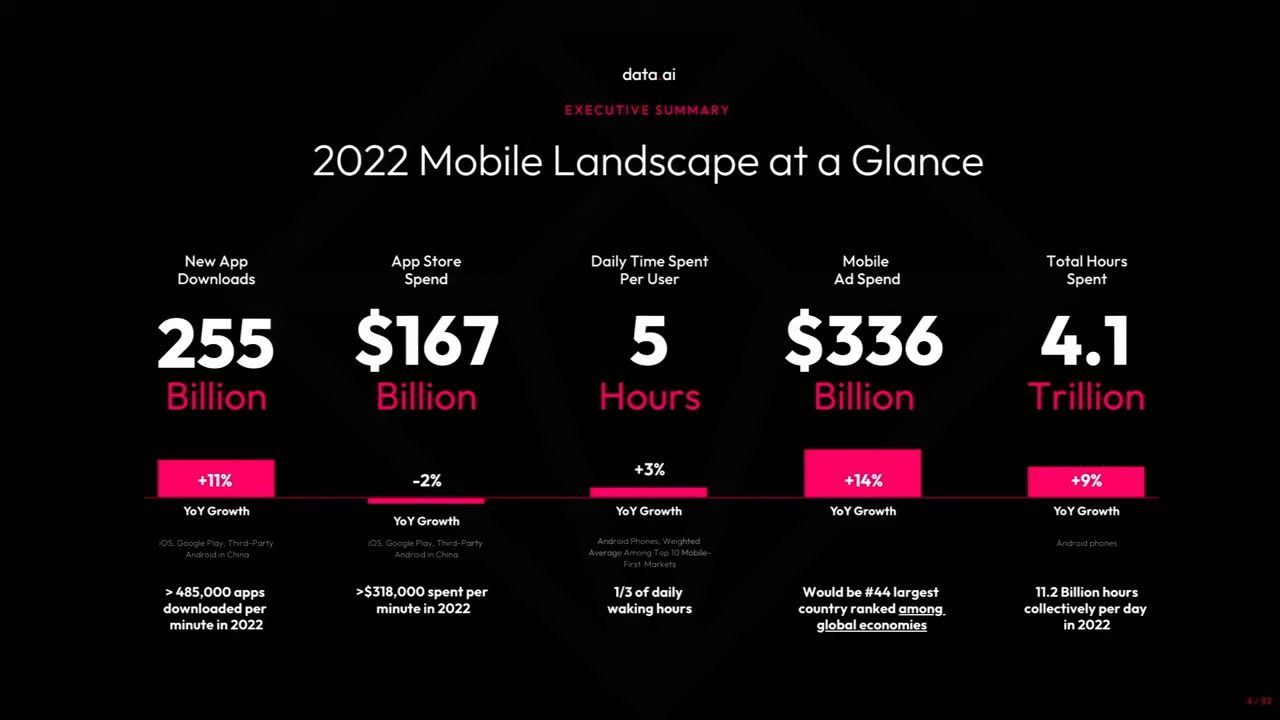 data.ai
EXECUTIVE SUMMARY
2022 Mobile Landscape at a Glance
New App
Downloads
255
Billion
+11%
YoY Growth
iOS, Google Play, Third-Party
Android in China
> 485,000 apps
downloaded per
minute in 2022
App Store
Spend
$167
Billion
-2%
YoY Growth
iOS, Google Play, Third-Party
Android in China
>$318,000 spent per
minute in 2022
Daily Time Spent
Per User
5
Hours
+3%
YoY Growth
Android Phones; Weighted
Average Among Top 10 Mobile-
First Markets
1/3 of daily
waking hours
Mobile
Ad Spend
$336
Billion
+14%
YoY Growth
Would be #44 largest
country ranked among
global economies
Total Hours
Spent
4.1
Trillion
+9%
YoY Growth
Android phones
11.2 Billion hours
collectively per day
in 2022
4 / 93